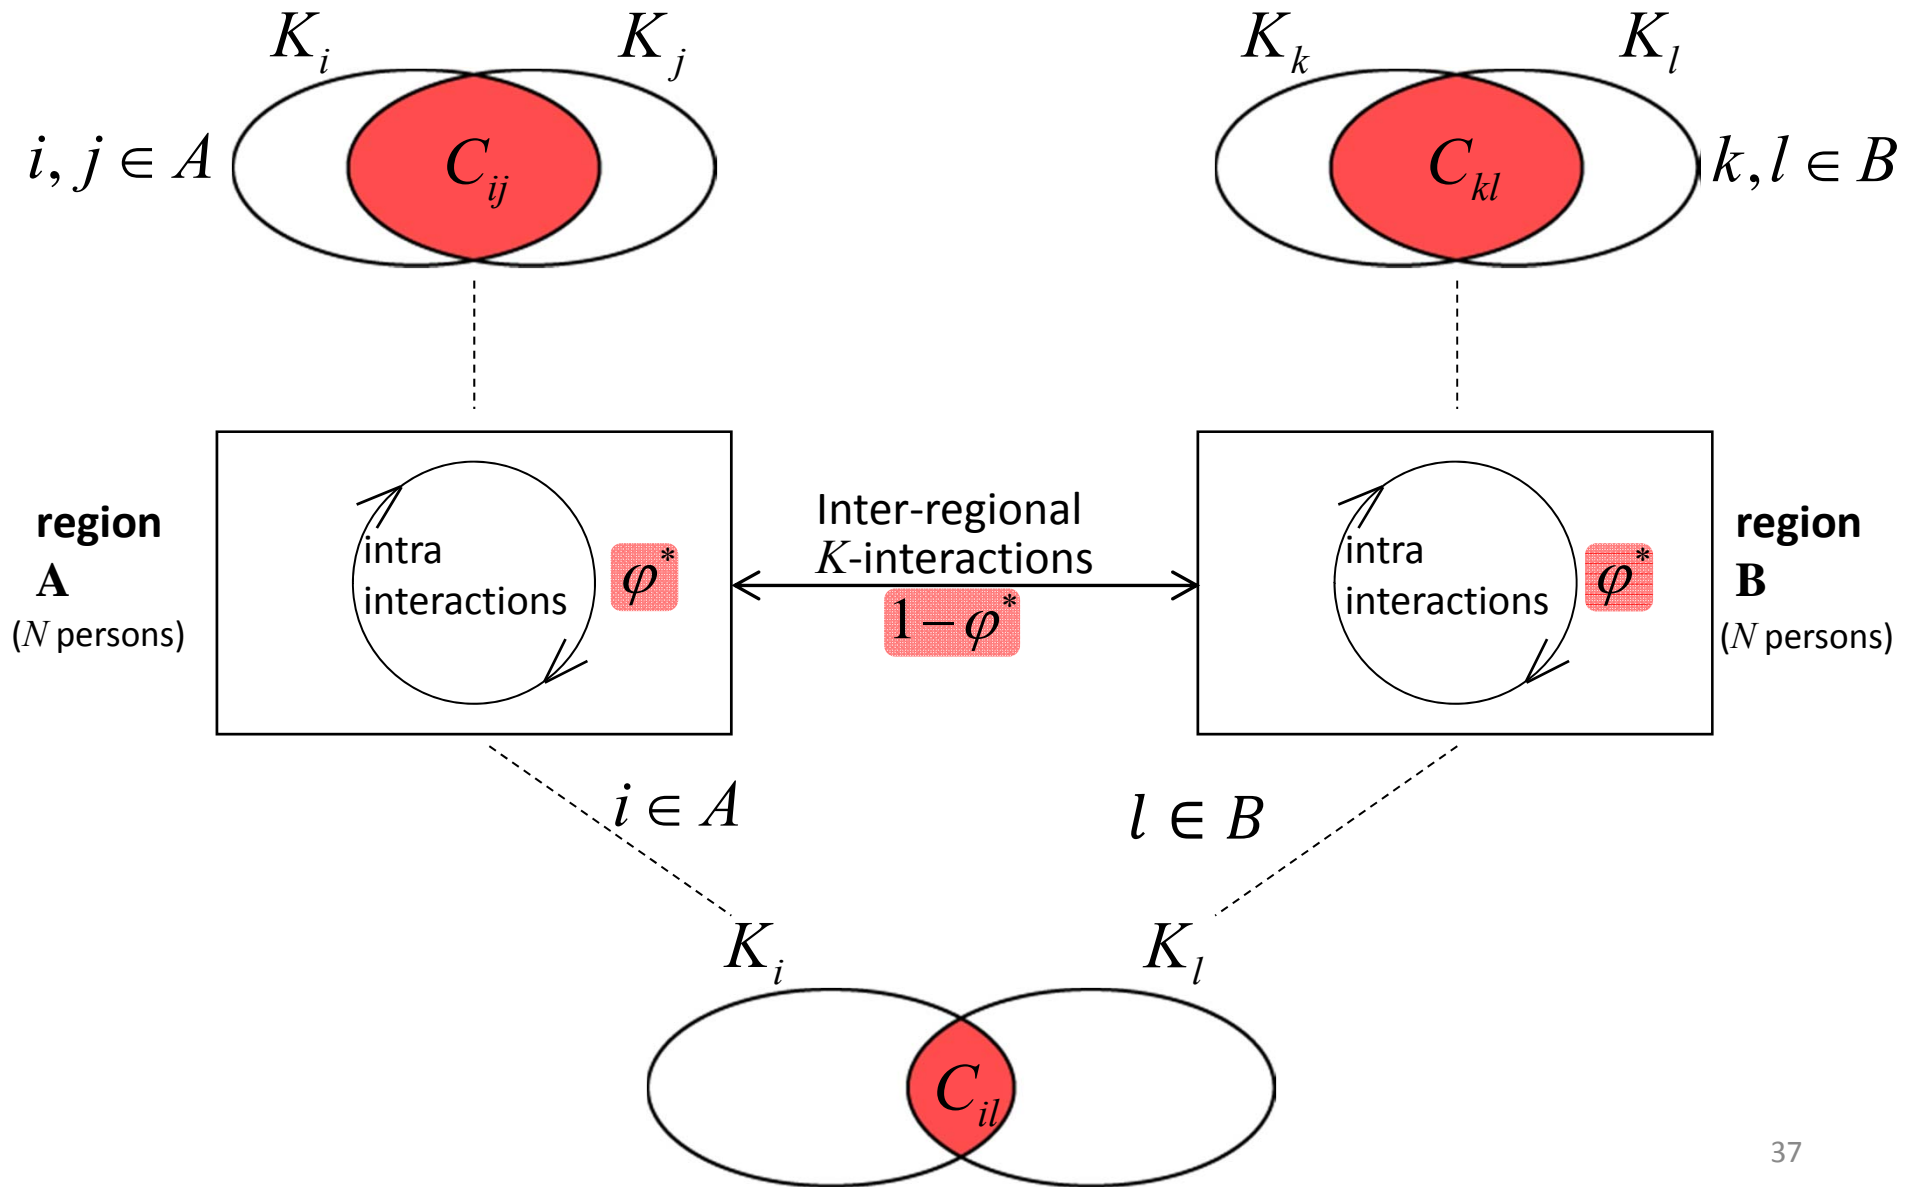 K_i K_j
K_k K_l
i, j ∈ A
C_ij
C_kl
k, l ∈ B
region
A
(N persons)
intra
interactions
φ*
Inter-regional
K-interactions
1−φ*
intra
interactions
φ*
region
B
(N persons)
i ∈ A
l ∈ B
K_i K_l
C_il
37